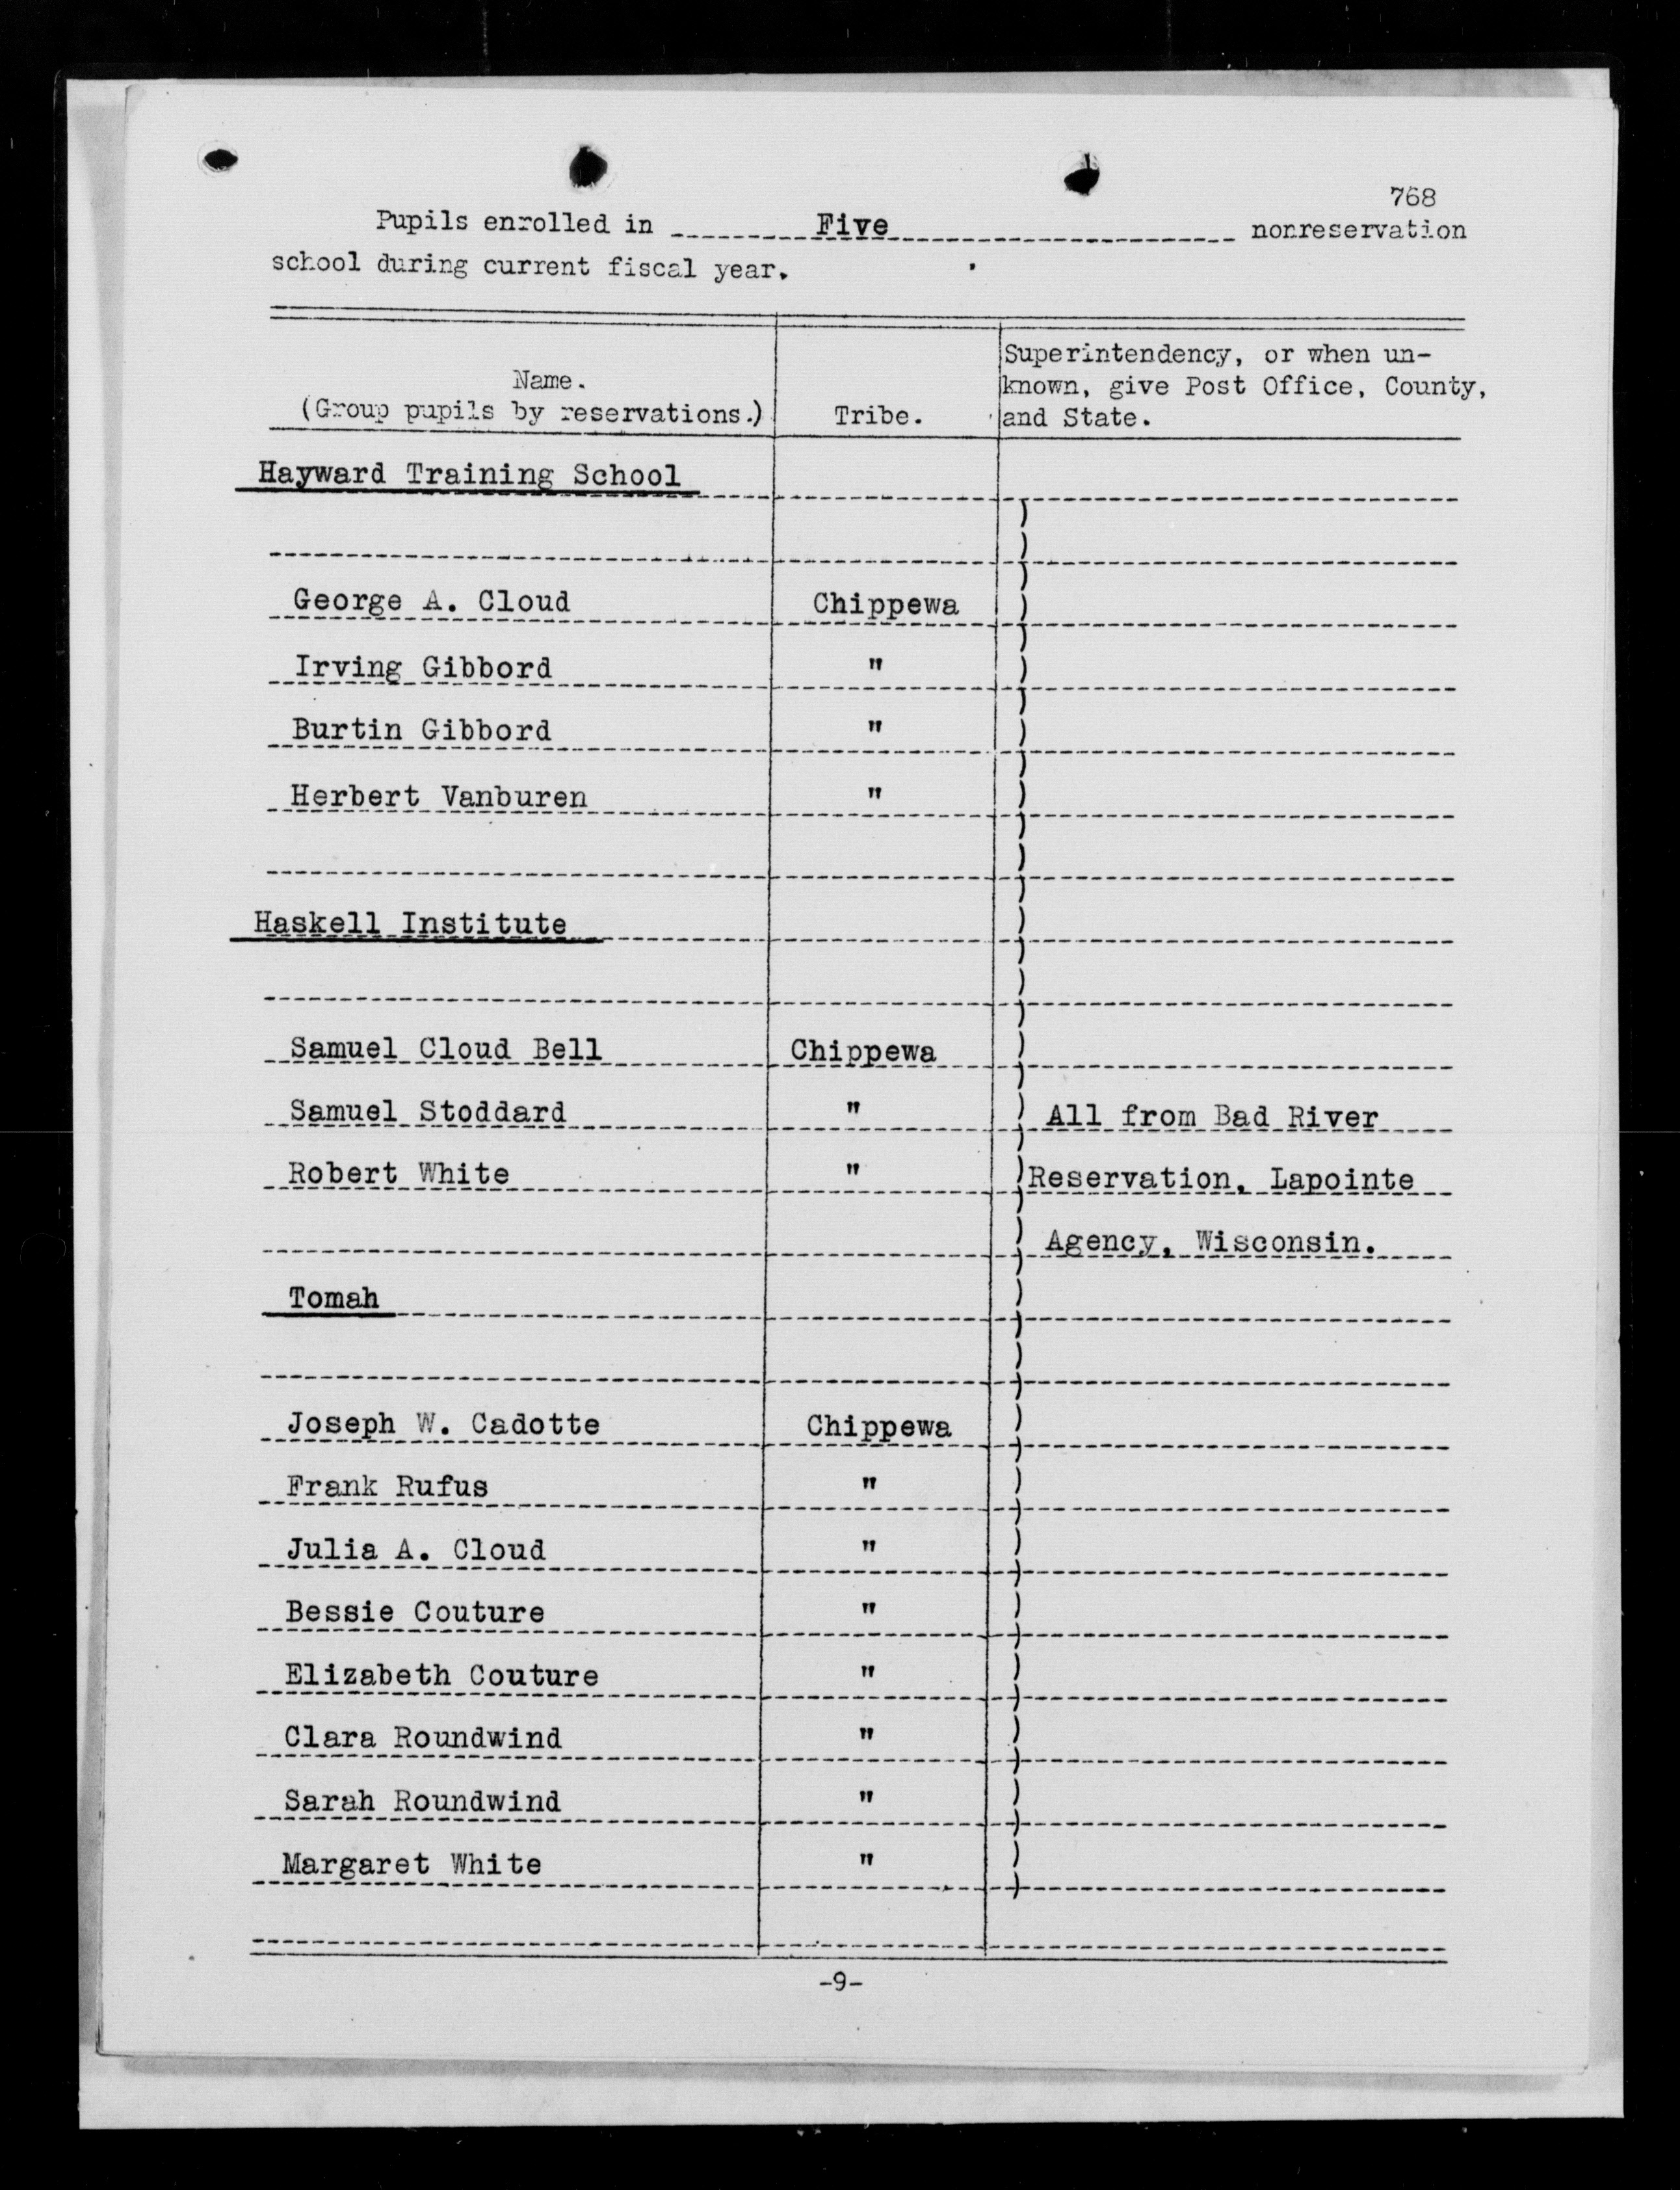 768
Pupils enrolled in Five nonreservation
school during current fiscal year.
Name.
(Group pupils by reservations.)
Tribe.
Superintendency, or when un-
known, give Post Office, County,
and State.
Hayward Training School
George A. Cloud Chippewa
Irving Gibbord "
Burtin Gibbord "
Herbert Vanburen "
Haskell Institute
Samuel Cloud Bell Chippewa
Samuel Stoddard " All from Bad River
Robert White " Reservation, Lapointe
Agency, Wisconsin.
Tomah
Joseph W. Cadotte Chippewa
Frank Rufus "
Julia A. Cloud "
Bessie Couture "
Elizabeth Couture "
Clara Roundwind "
Sarah Roundwind "
Margaret White "
-9-